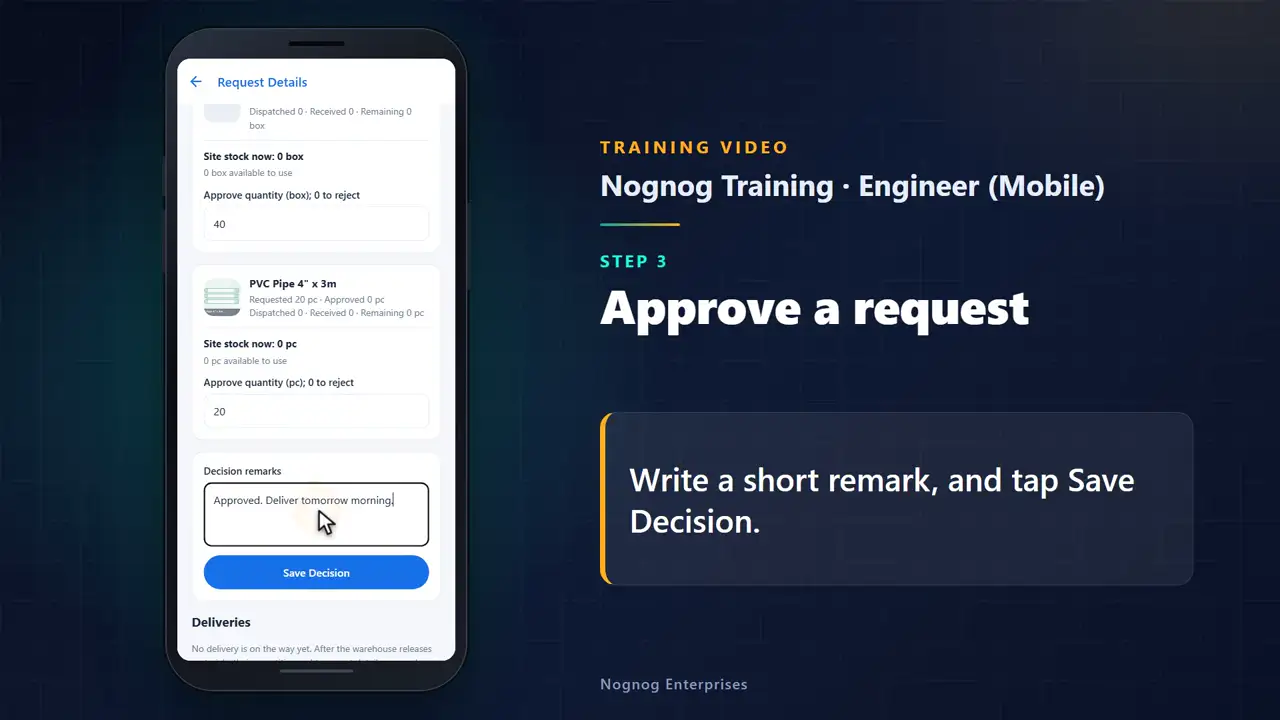 Request Details
Dispatched 0 · Received 0 · Remaining 0
box
Site stock now: 0 box
0 box available to use
Approve quantity (box); 0 to reject
40
PVC Pipe 4" x 3m
Requested 20 pc · Approved 0 pc
Dispatched 0 · Received 0 · Remaining 0 pc
Site stock now: 0 pc
0 pc available to use
Approve quantity (pc); 0 to reject
20
Decision remarks
Approved. Deliver tomorrow morning.
Save Decision
Deliveries
No delivery is on the way yet. After the warehouse releases
TRAINING VIDEO
Nognog Training · Engineer (Mobile)
STEP 3
Approve a request
Write a short remark, and tap Save
Decision.
Nognog Enterprises